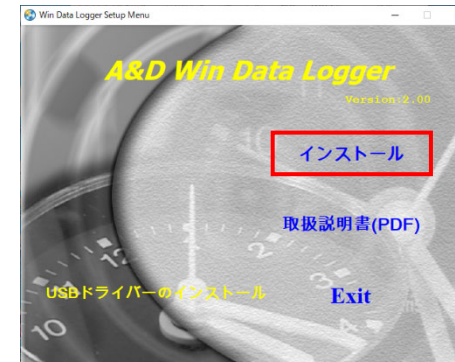 Win Data Logger Setup Menu
A&D Win Data Logger
Version:2.00
インストール
取扱説明書(PDF)
USBドライバーのインストール
Exit